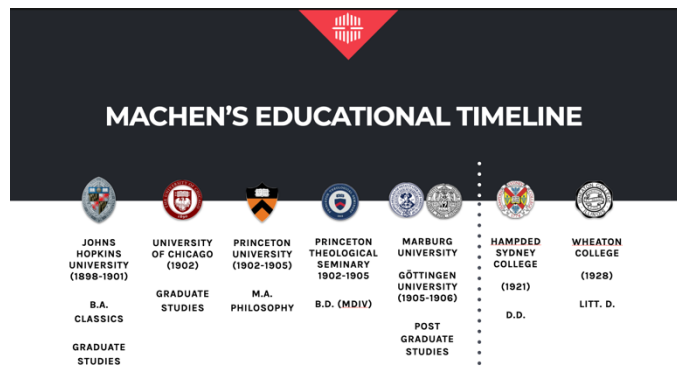 MACHEN'S EDUCATIONAL TIMELINE
JOHNS
HOPKINS
UNIVERSITY
(1898-1901)
B.A.
CLASSICS
GRADUATE
STUDIES
UNIVERSITY
OF CHICAGO
(1902)
GRADUATE
STUDIES
PRINCETON
UNIVERSITY
(1902-1905)
M.A.
PHILOSOPHY
PRINCETON
THEOLOGICAL
SEMINARY
1902-1905
B.D. (MDIV)
MARBURG
UNIVERSITY
GÖTTINGEN
UNIVERSITY
(1905-1906)
POST
GRADUATE
STUDIES
HAMPDED
SYDNEY
COLLEGE
(1921)
D.D.
WHEATON
COLLEGE
(1928)
LITT. D.